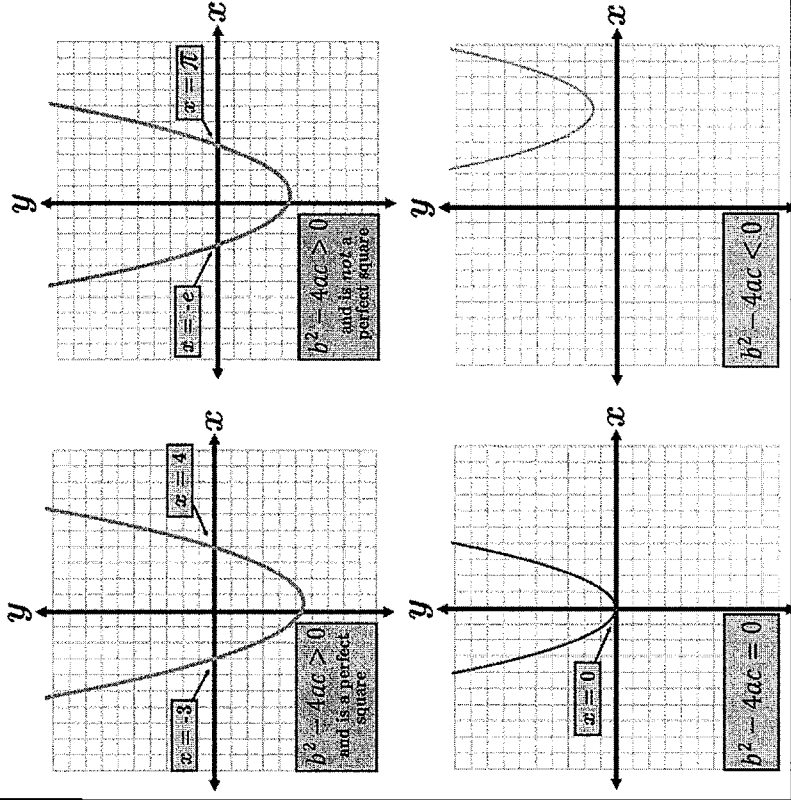 y
x = -3
x = 4
x
b² − 4ac > 0
and is a perfect
square
y
x = -e
x = π
x
b² − 4ac > 0
and is not a
perfect square
y
x = 0
x
b² − 4ac = 0
y
x
b² − 4ac < 0